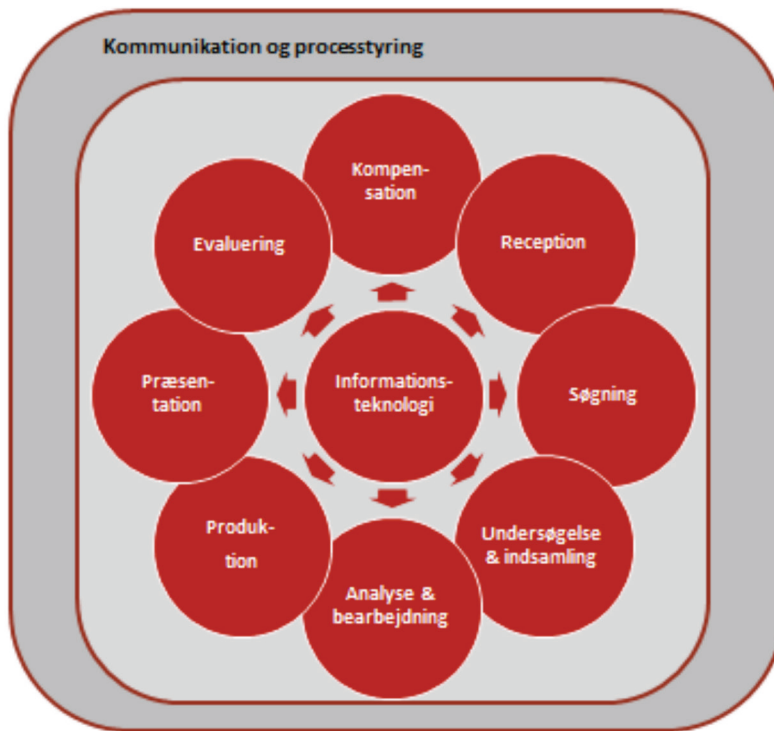 Kommunikation og processtyring
Kompen-
sation
Reception
Søgning
Undersøgelse
& indsamling
Analyse &
bearbejdning
Produk-
tion
Præsen-
tation
Evaluering
Informations-
teknologi